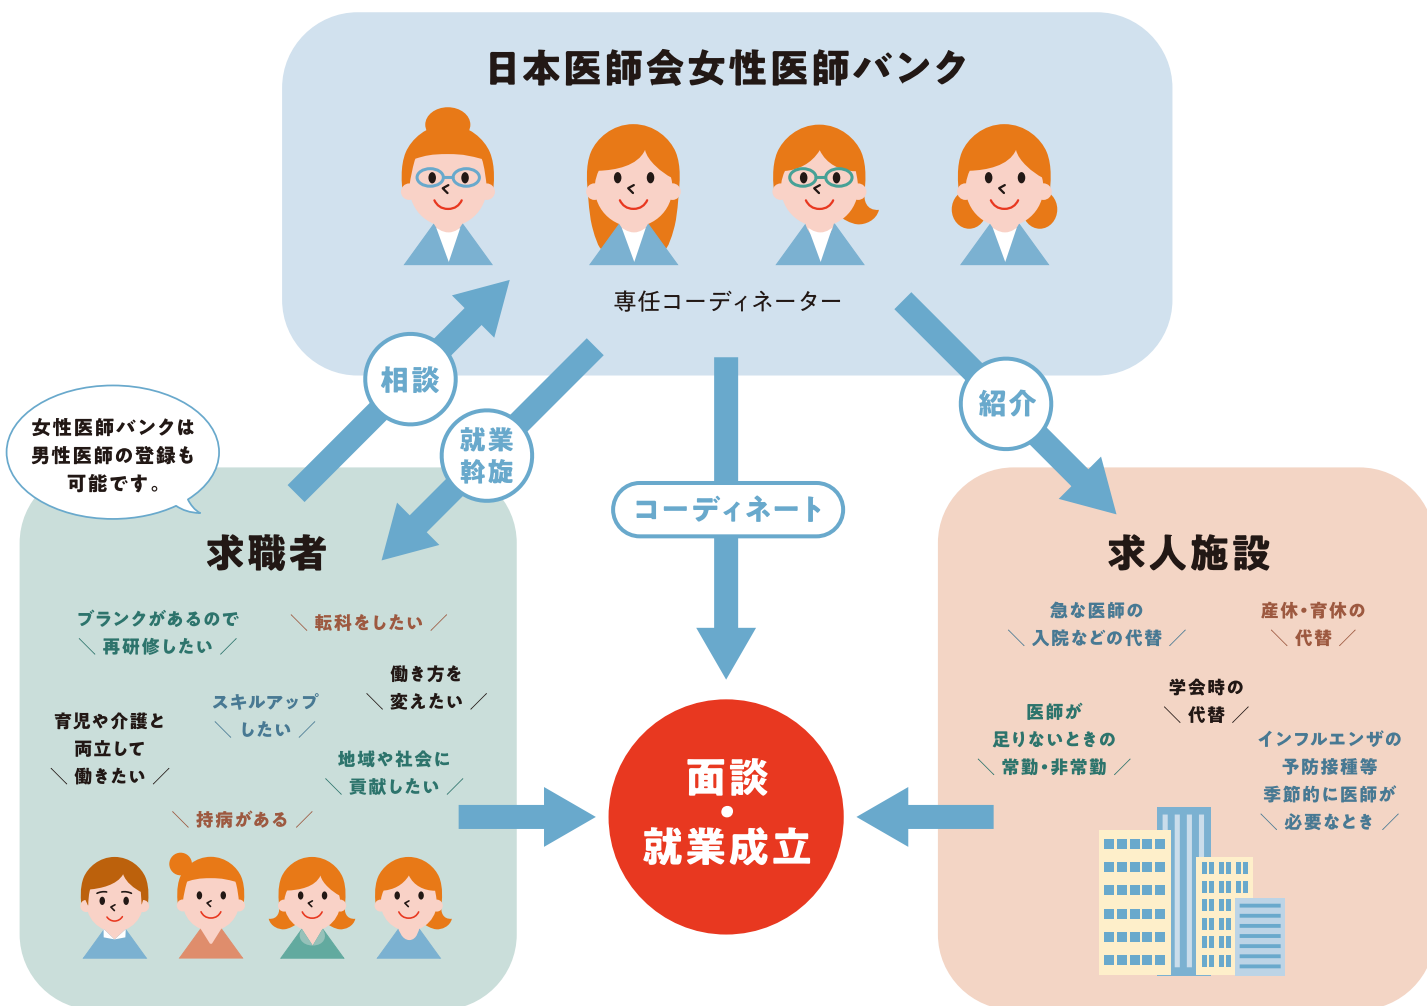 日本医師会女性医師バンク
専任コーディネーター
相談
就業
斡旋
コーディネート
紹介
女性医師バンクは
男性医師の登録も
可能です。
求職者
ブランクがあるので
再研修したい
転科をしたい
働き方を
変えたい
スキルアップ
したい
育児や介護と
両立して
働きたい
地域や社会に
貢献したい
持病がある
面談
・
就業成立
求人施設
急な医師の
入院などの代替
産休・育休の
代替
学会時の
代替
医師が
足りないときの
常勤・非常勤
インフルエンザの
予防接種等
季節的に医師が
必要なとき